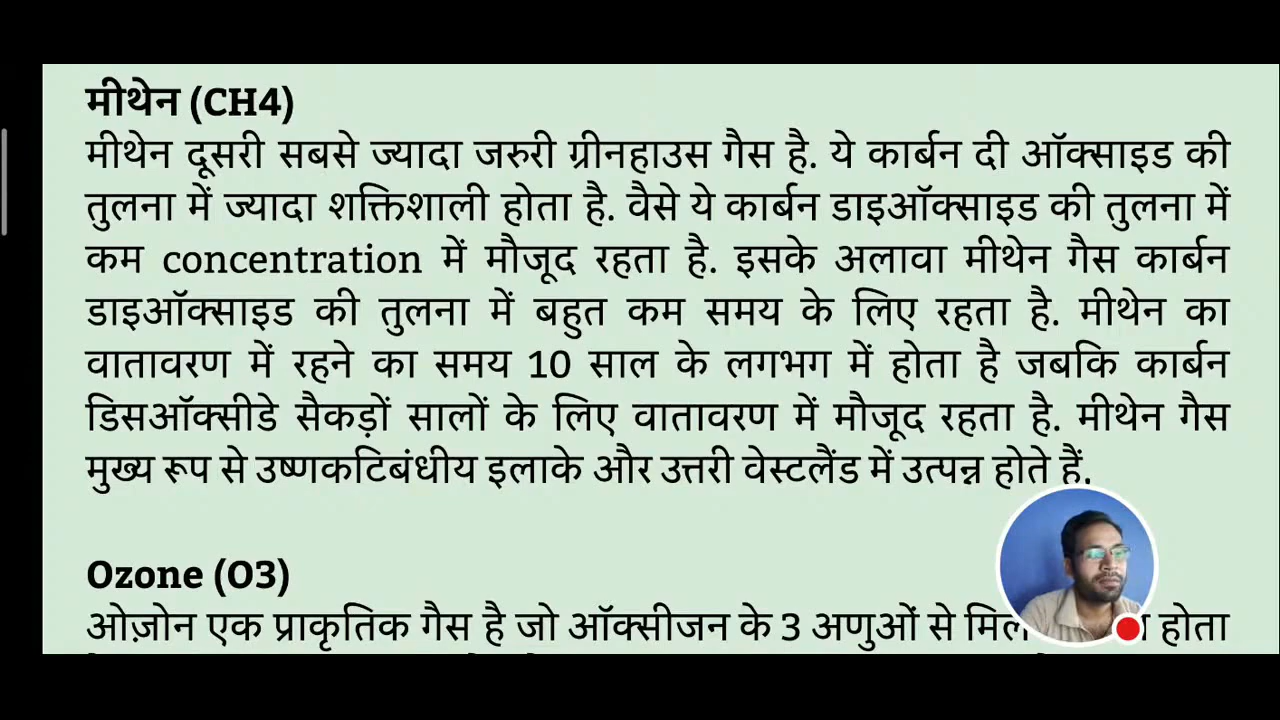 मीथेन (CH4)
मीथेन दूसरी सबसे ज्यादा जरुरी ग्रीनहाउस गैस है. ये कार्बन दी ऑक्साइड की
तुलना में ज्यादा शक्तिशाली होता है. वैसे ये कार्बन डाइऑक्साइड की तुलना में
कम concentration में मौजूद रहता है. इसके अलावा मीथेन गैस कार्बन
डाइऑक्साइड की तुलना में बहुत कम समय के लिए रहता है. मीथेन का
वातावरण में रहने का समय 10 साल के लगभग में होता है जबकि कार्बन
डिसऑक्सीडे सैकड़ों सालों के लिए वातावरण में मौजूद रहता है. मीथेन गैस
मुख्य रूप से उष्णकटिबंधीय इलाके और उत्तरी वेस्टलैंड में उत्पन्न होते हैं.
Ozone (O3)
ओज़ोन एक प्राकृतिक गैस है जो ऑक्सीजन के 3 अणुओं से होता